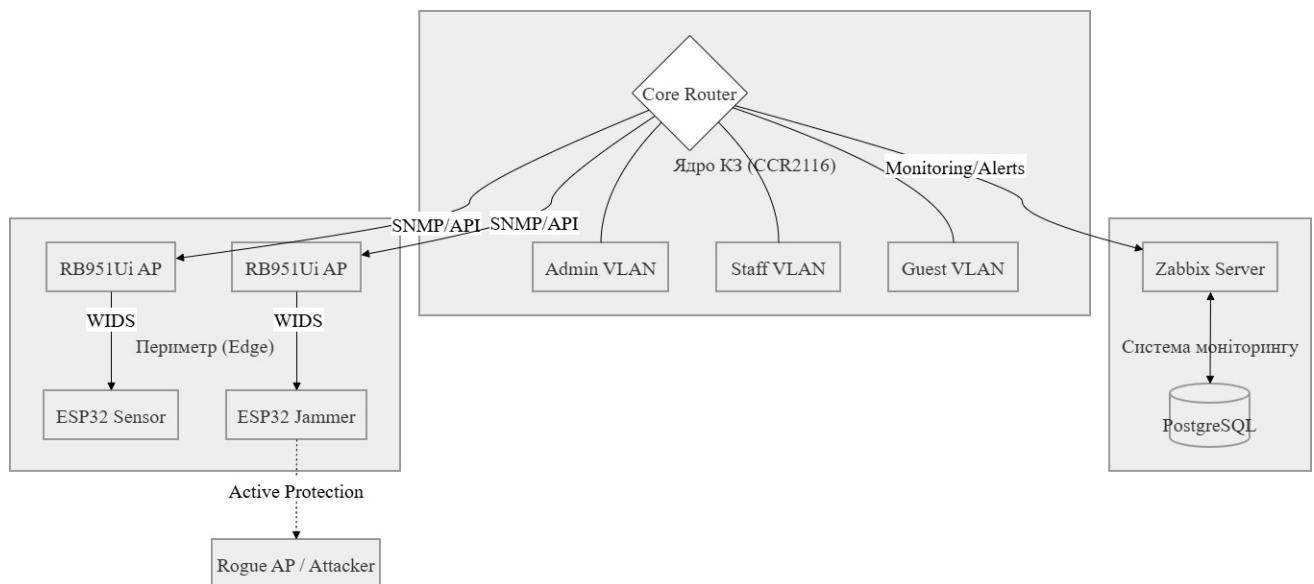 Core Router
Ядро КЗ (CCR2116)
Monitoring/Alerts
SNMP/API
SNMP/API
RB951Ui AP
RB951Ui AP
Admin VLAN
Staff VLAN
Guest VLAN
Zabbix Server
WIDS
WIDS
Периметр (Edge)
Система моніторингу
ESP32 Sensor
ESP32 Jammer
PostgreSQL
Active Protection
Rogue AP / Attacker